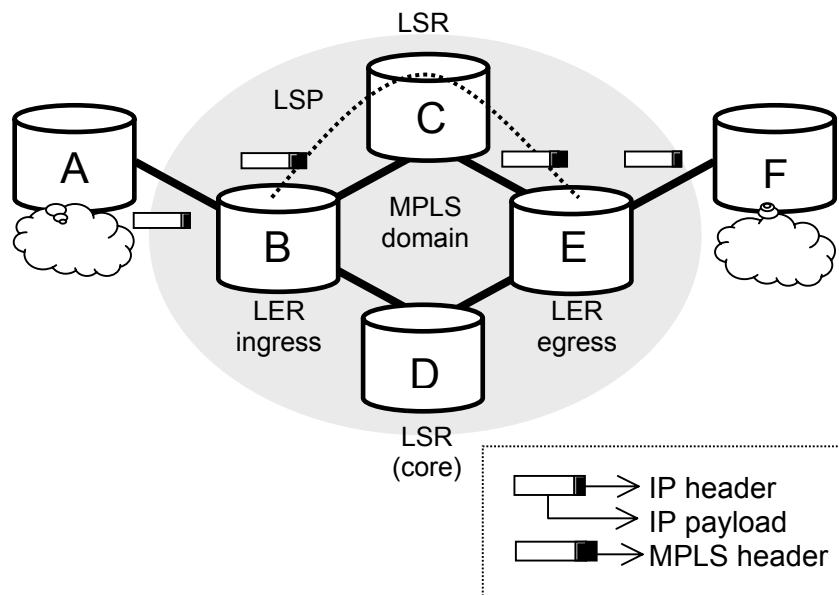 LSR
LSP
C
A
F
MPLS
domain
B
E
LER
ingress
LER
egress
D
LSR
(core)
IP header
IP payload
MPLS header